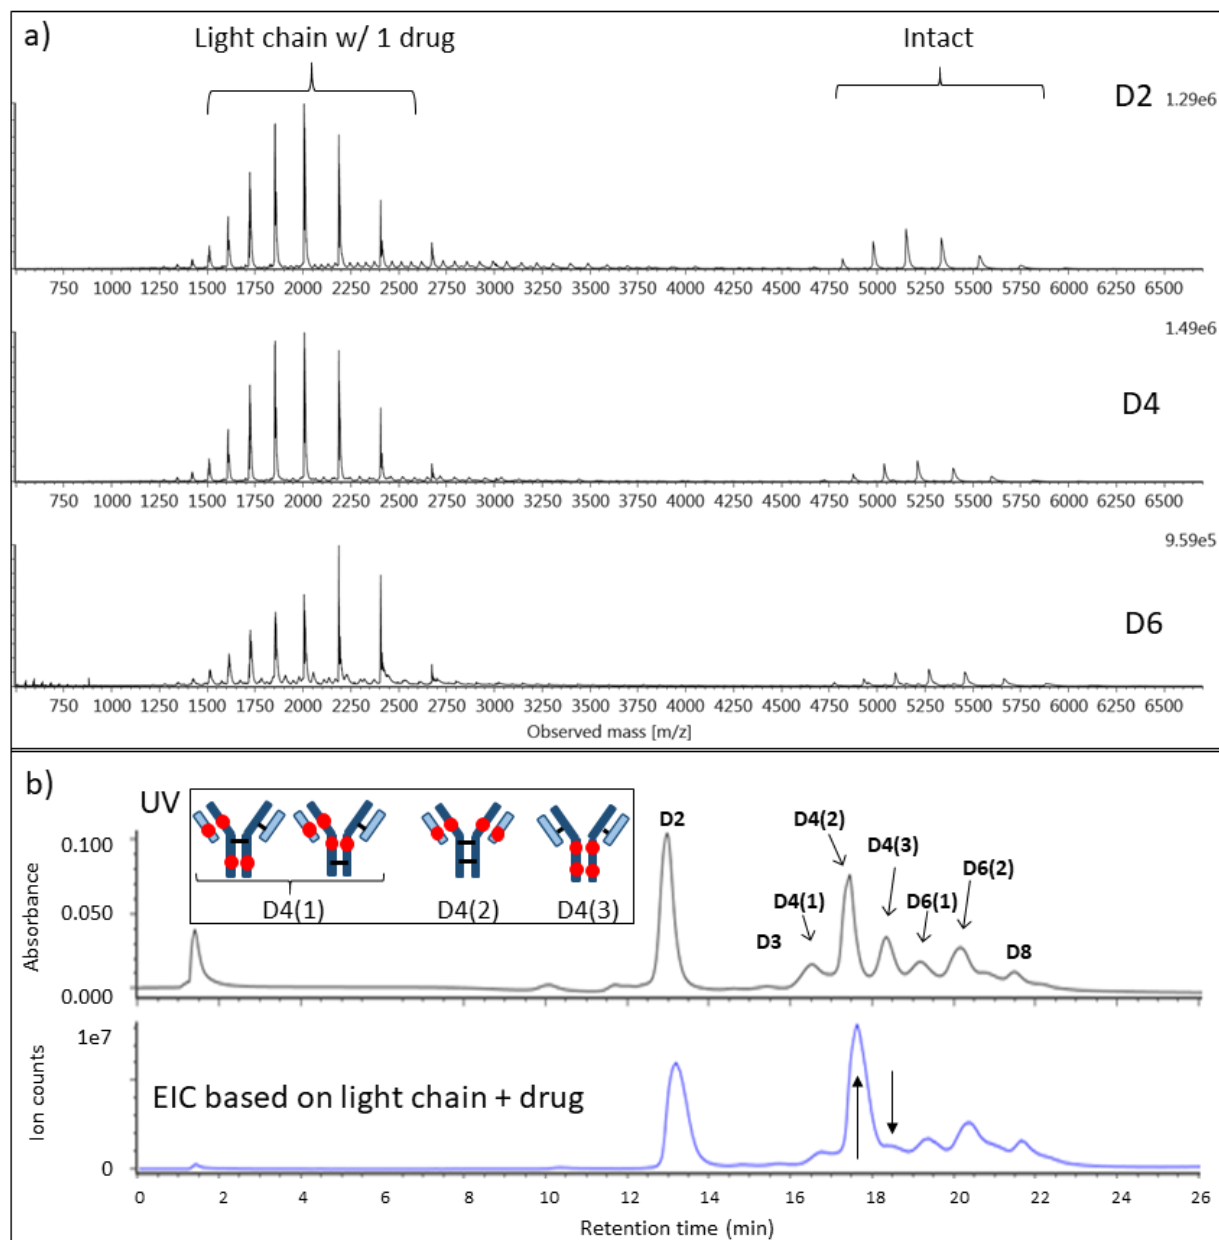 a)
Light chain w/ 1 drug
Intact
D2
1.29e6
750 1000 1250 1500 1750 2000 2250 2500 2750 3000 3250 3500 3750 4000 4250 4500 4750 5000 5250 5500 5750 6000 6250 6500
1.49e6
D4
750 1000 1250 1500 1750 2000 2250 2500 2750 3000 3250 3500 3750 4000 4250 4500 4750 5000 5250 5500 5750 6000 6250 6500
9.59e5
D6
750 1000 1250 1500 1750 2000 2250 2500 2750 3000 3250 3500 3750 4000 4250 4500 4750 5000 5250 5500 5750 6000 6250 6500
Observed mass [m/z]
b)
UV
D4(1) D4(2) D4(3)
D2
D4(2)
D4(3)
D6(2)
D4(1)
D6(1)
D3
D8
Absorbance
0.100
0.050
0.000
Ion counts
1e7
0
EIC based on light chain + drug
0 2 4 6 8 10 12 14 16 18 20 22 24 26
Retention time (min)